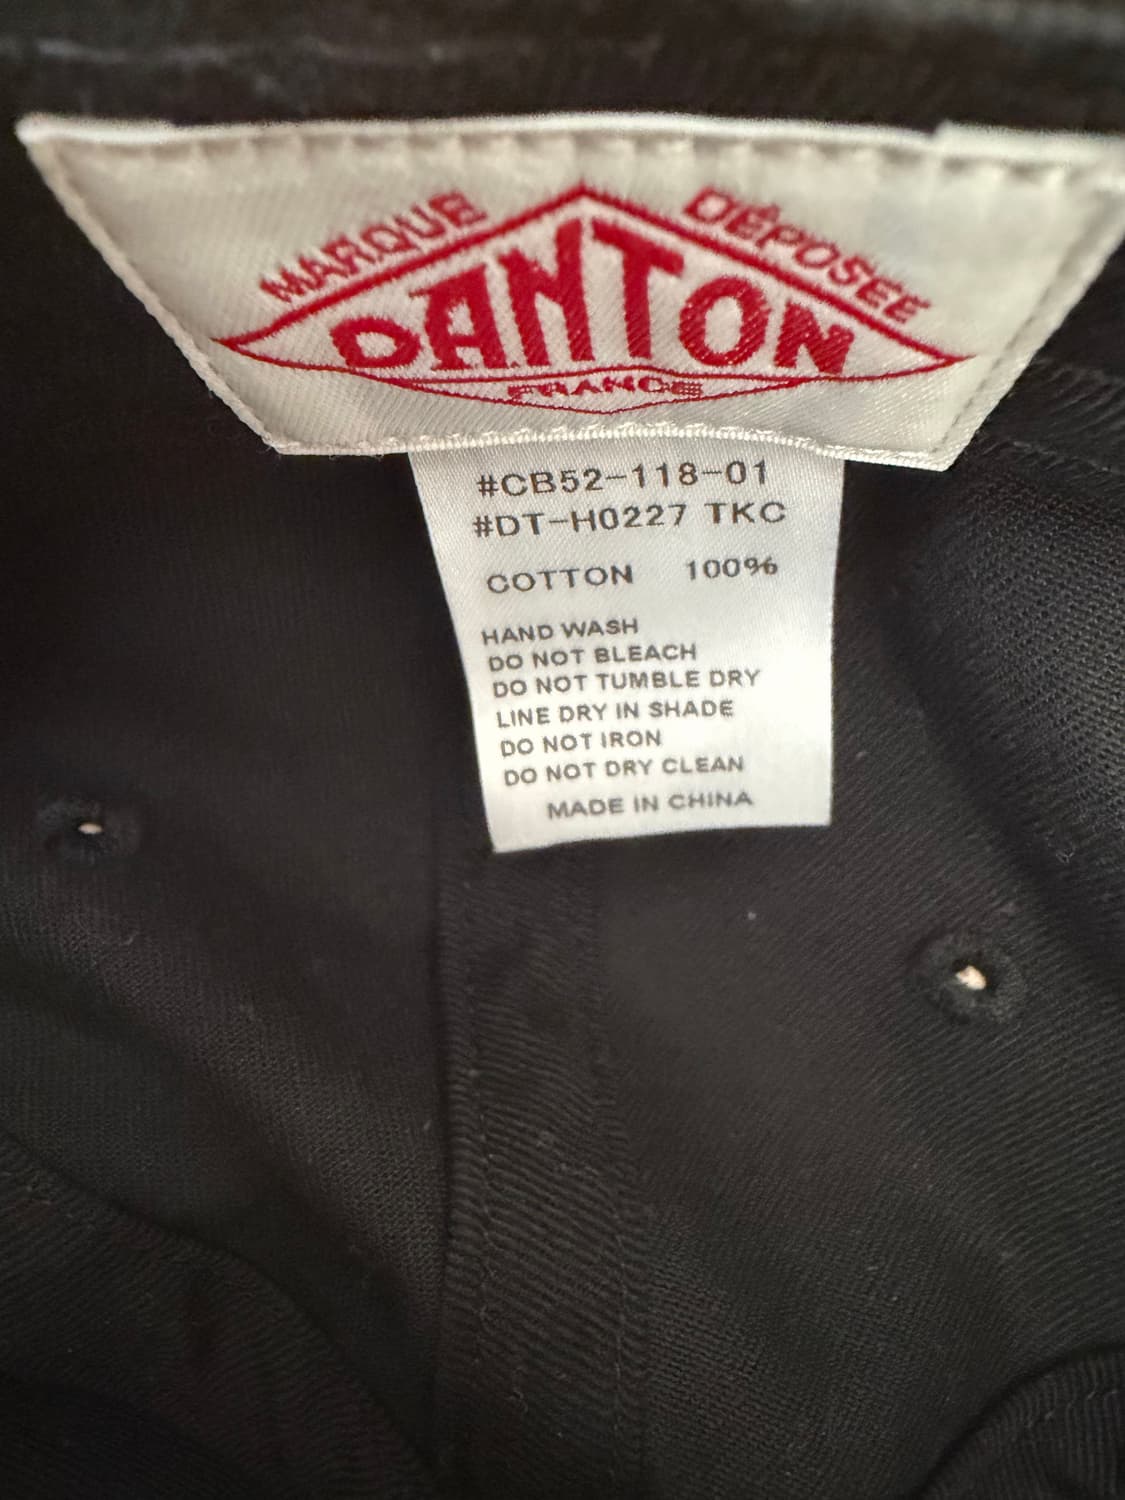 MARQUE DÉPOSÉE
DANTON
FRANCE
#CB52-118-01
#DT-H0227 TKC
COTTON 100%
HAND WASH
DO NOT BLEACH
DO NOT TUMBLE DRY
LINE DRY IN SHADE
DO NOT IRON
DO NOT DRY CLEAN
MADE IN CHINA